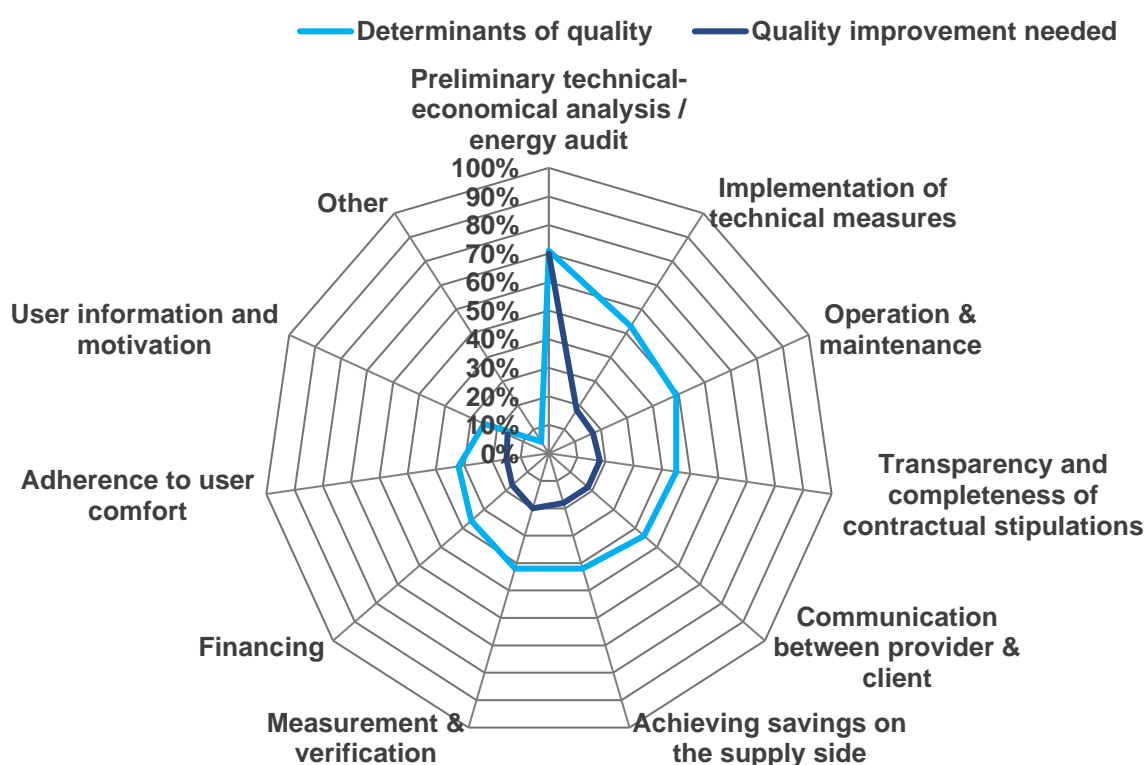 Determinants of quality
Quality improvement needed
Preliminary technical-
economical analysis /
energy audit
100%
90%
80%
70%
60%
50%
40%
30%
20%
10%
0%
Implementation of
technical measures
Operation &
maintenance
Transparency and
completeness of
contractual stipulations
Communication
between provider &
client
Achieving savings on
the supply side
Measurement &
verification
Financing
Adherence to user
comfort
User information and
motivation
Other